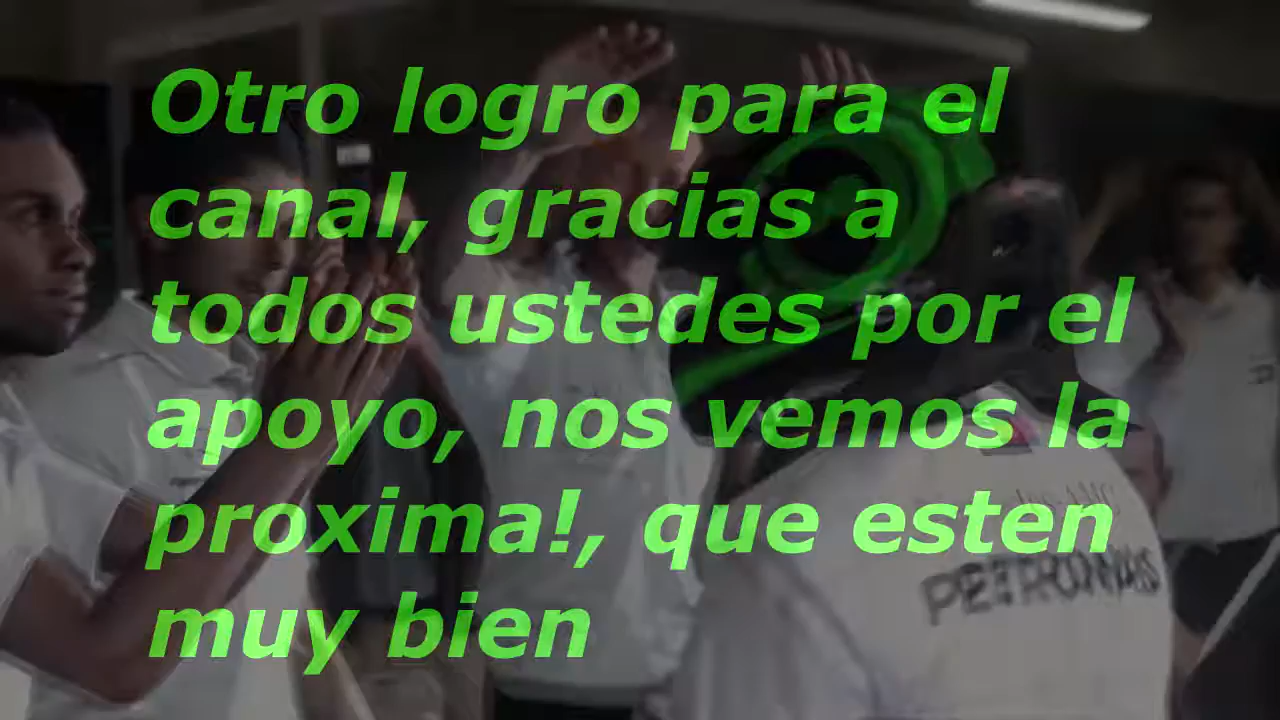 Otro logro para el
canal, gracias a
todos ustedes por el
apoyo, nos vemos la
proxima!, que esten
muy bien
PETRONAS